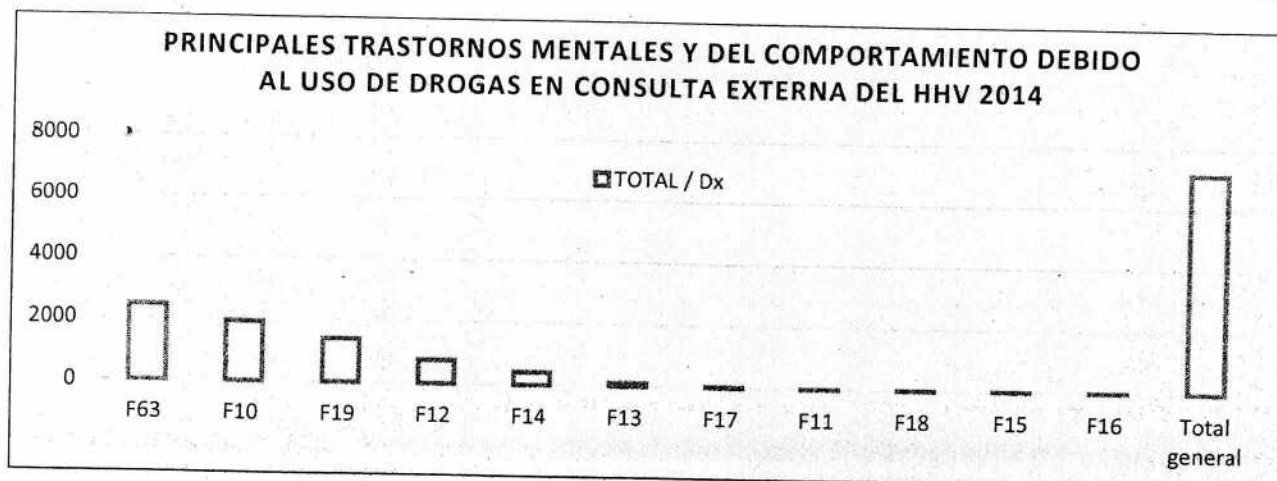 PRINCIPALES TRASTORNOS MENTALES Y DEL COMPORTAMIENTO DEBIDO
AL USO DE DROGAS EN CONSULTA EXTERNA DEL HHV 2014
8000
TOTAL / Dx
6000
4000
2000
0
F63 F10 F19 F12 F14 F13 F17 F11 F18 F15 F16 Total
general